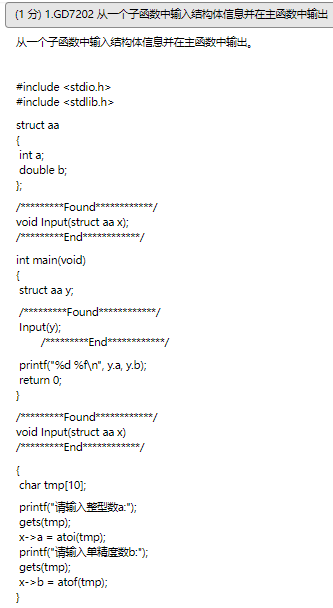 (1 分) 1.GD7202 从一个子函数中输入结构体信息并在主函数中输出
从一个子函数中输入结构体信息并在主函数中输出。
#include <stdio.h>
#include <stdlib.h>
struct aa
{
int a;
double b;
};
/*********Found************/
void Input(struct aa x);
/*********End************/
int main(void)
{
struct aa y;
/*********Found************/
Input(y);
/*********End************/
printf("%d %f\n", y.a, y.b);
return 0;
}
/*********Found************/
void Input(struct aa x)
/*********End************/
{
char tmp[10];
printf("请输入整型数a:");
gets(tmp);
x->a = atoi(tmp);
printf("请输入单精度数b:");
gets(tmp);
x->b = atof(tmp);
}